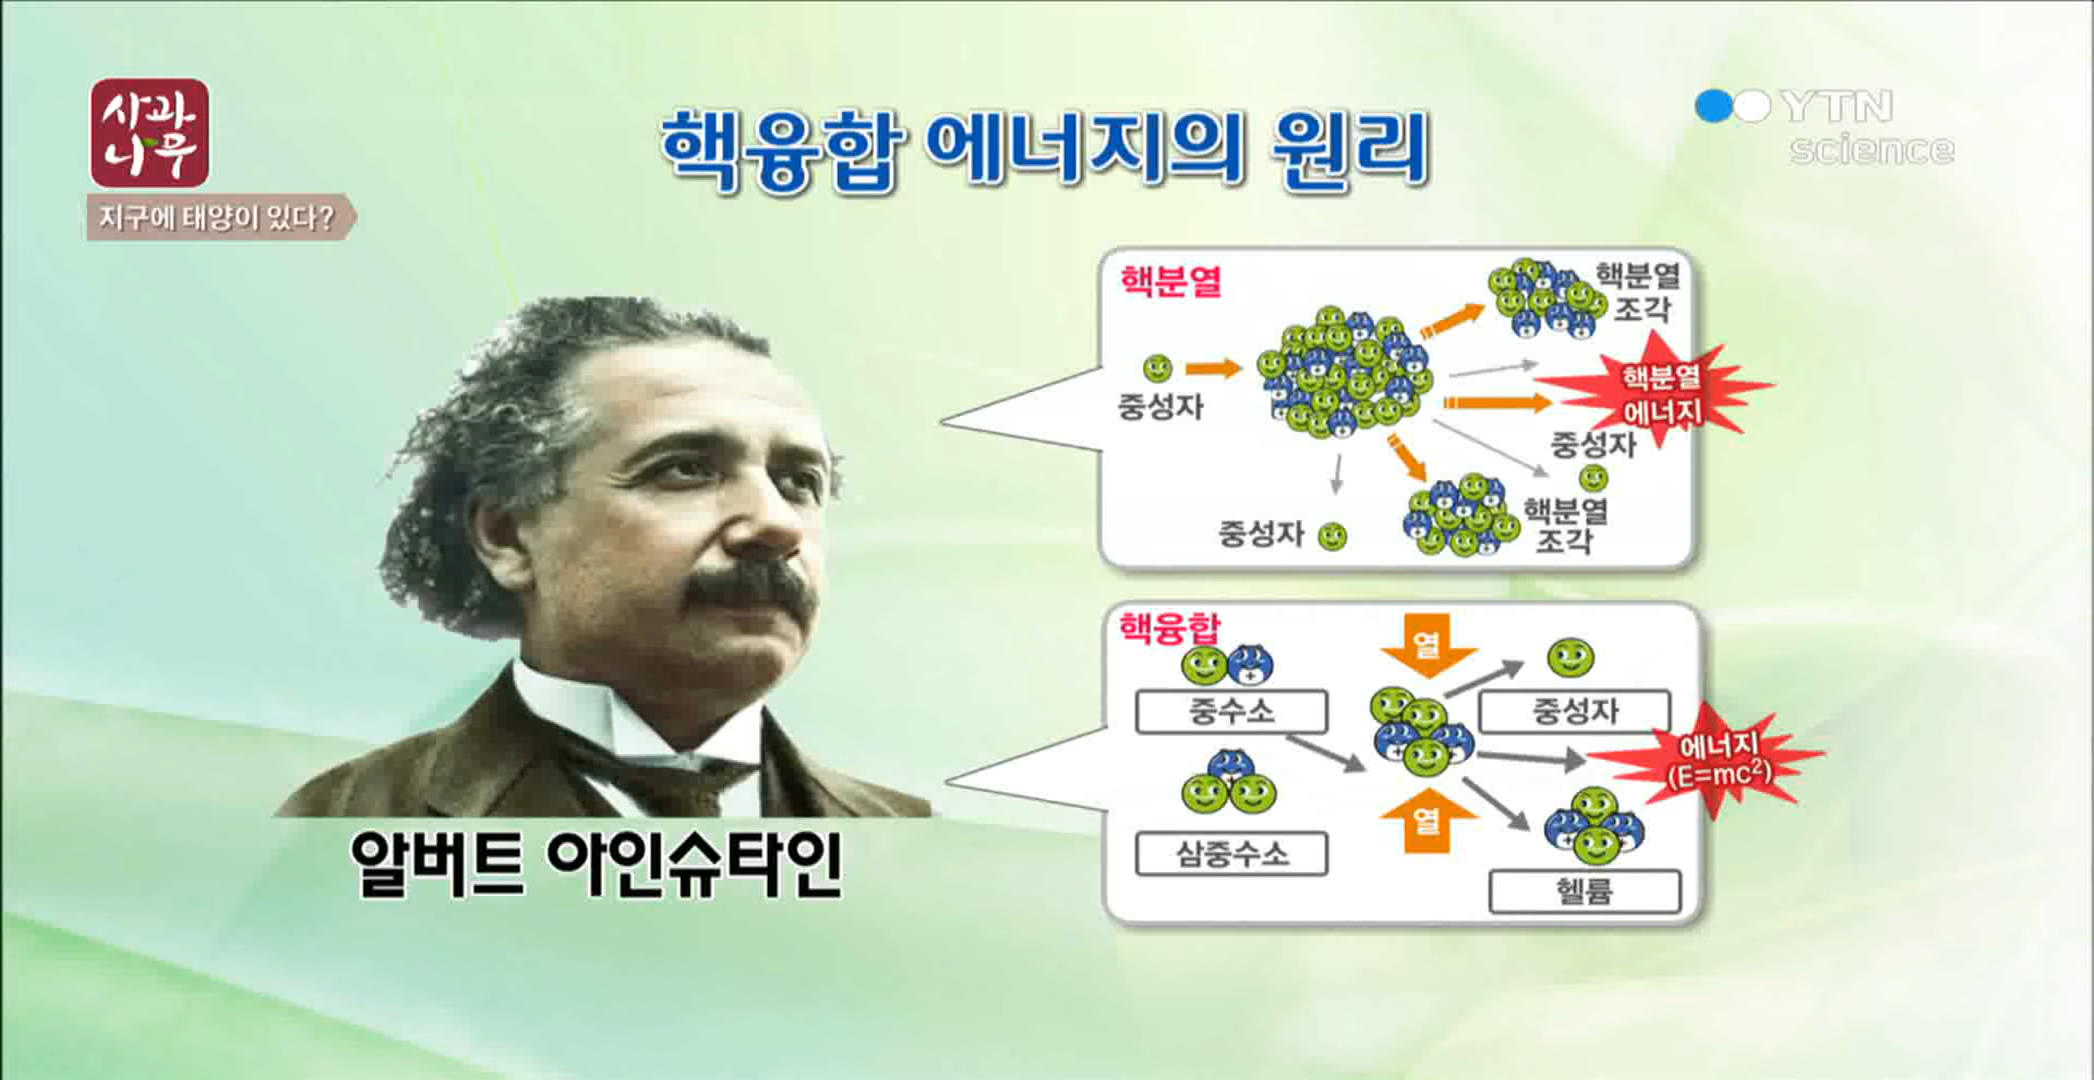 사과
나무
지구에 태양이 있다?
핵융합 에너지의 원리
YTN
science
핵분열
중성자
핵분열
조각
핵분열
에너지
중성자
중성자
핵분열
조각
핵융합
중수소
삼중수소
열
열
중성자
에너지
(E=mc²)
헬륨
알버트 아인슈타인